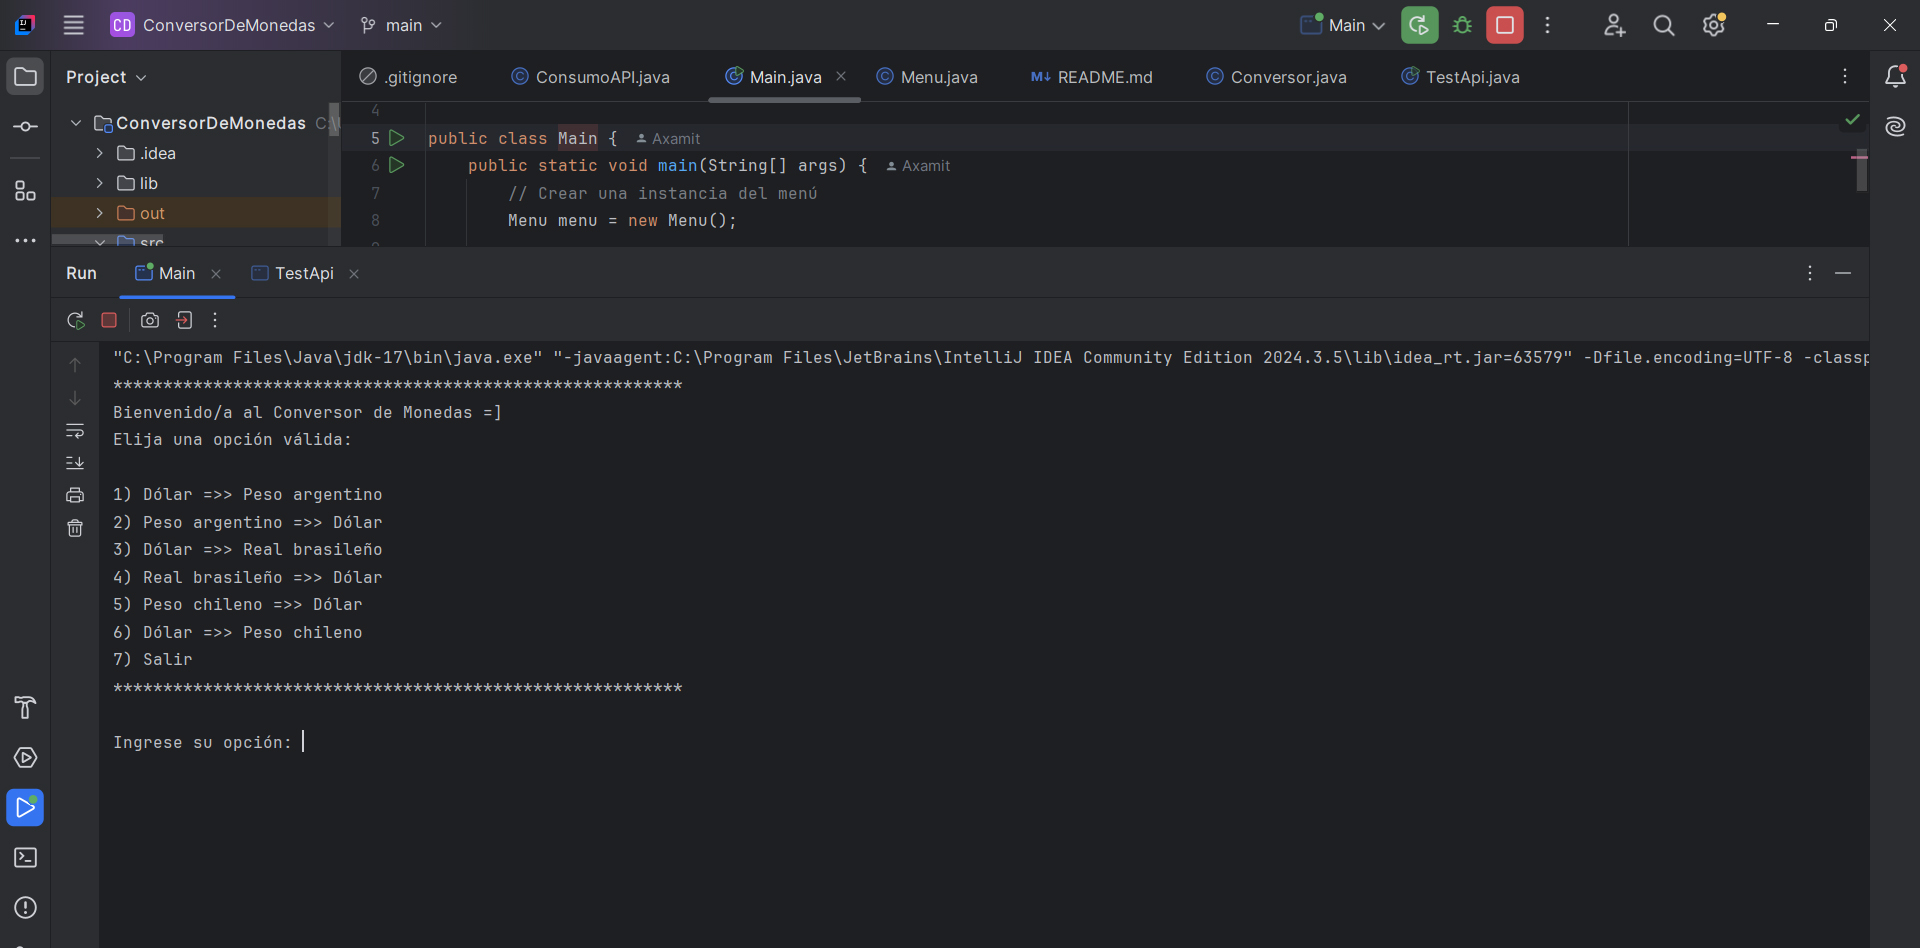 CD ConversorDeMonedas main Main
Project .gitignore ConsumoAPI.java Main.java Menu.java M↓ README.md Conversor.java TestApi.java
ConversorDeMonedas C:\
.idea
lib
out
src
4
5 public class Main { Axamit
6 public static void main(String[] args) { Axamit
7 // Crear una instancia del menú
8 Menu menu = new Menu();
9
Run Main TestApi
"C:\Program Files\Java\jdk-17\bin\java.exe" "-javaagent:C:\Program Files\JetBrains\IntelliJ IDEA Community Edition 2024.3.5\lib\idea_rt.jar=63579" -Dfile.encoding=UTF-8 -classp
*********************************************************
Bienvenido/a al Conversor de Monedas =]
Elija una opción válida:
1) Dólar =>> Peso argentino
2) Peso argentino =>> Dólar
3) Dólar =>> Real brasileño
4) Real brasileño =>> Dólar
5) Peso chileno =>> Dólar
6) Dólar =>> Peso chileno
7) Salir
*********************************************************
Ingrese su opción: